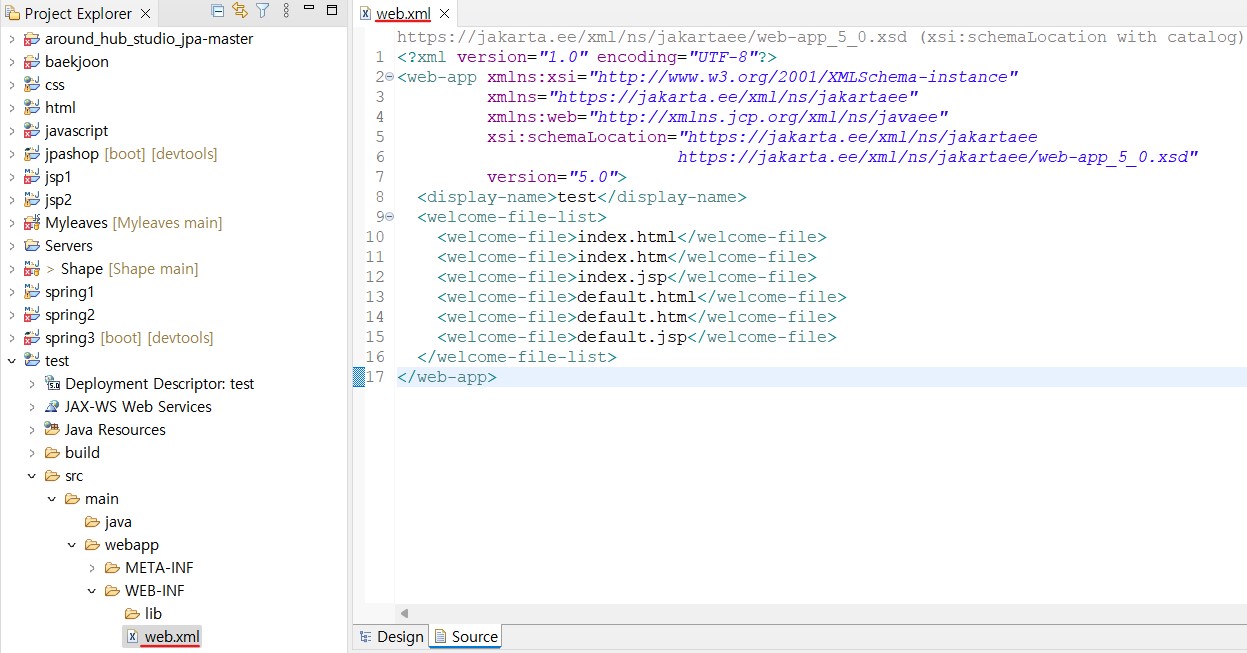 Project Explorer
around_hub_studio_jpa-master
baekjoon
css
html
javascript
jpashop [boot] [devtools]
jsp1
jsp2
Myleaves [Myleaves main]
Servers
> Shape [Shape main]
spring1
spring2
spring3 [boot] [devtools]
test
Deployment Descriptor: test
JAX-WS Web Services
Java Resources
build
src
main
java
webapp
META-INF
WEB-INF
lib
web.xml
web.xml
https://jakarta.ee/xml/ns/jakartaee/web-app_5_0.xsd (xsi:schemaLocation with catalog)
1 <?xml version="1.0" encoding="UTF-8"?>
2 <web-app xmlns:xsi="http://www.w3.org/2001/XMLSchema-instance"
3 xmlns="https://jakarta.ee/xml/ns/jakartaee"
4 xmlns:web="http://xmlns.jcp.org/xml/ns/javaee"
5 xsi:schemaLocation="https://jakarta.ee/xml/ns/jakartaee
6 https://jakarta.ee/xml/ns/jakartaee/web-app_5_0.xsd"
7 version="5.0">
8 <display-name>test</display-name>
9 <welcome-file-list>
10 <welcome-file>index.html</welcome-file>
11 <welcome-file>index.htm</welcome-file>
12 <welcome-file>index.jsp</welcome-file>
13 <welcome-file>default.html</welcome-file>
14 <welcome-file>default.htm</welcome-file>
15 <welcome-file>default.jsp</welcome-file>
16 </welcome-file-list>
17 </web-app>
Design Source